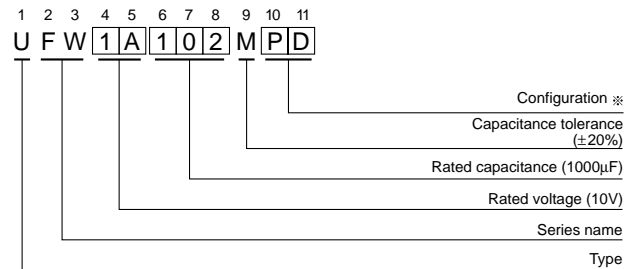 1 2 3 4 5 6 7 8 9 10 11
U F W 1 A 1 0 2 M P D
Configuration ※
Capacitance tolerance
(±20%)
Rated capacitance (1000µF)
Rated voltage (10V)
Series name
Type